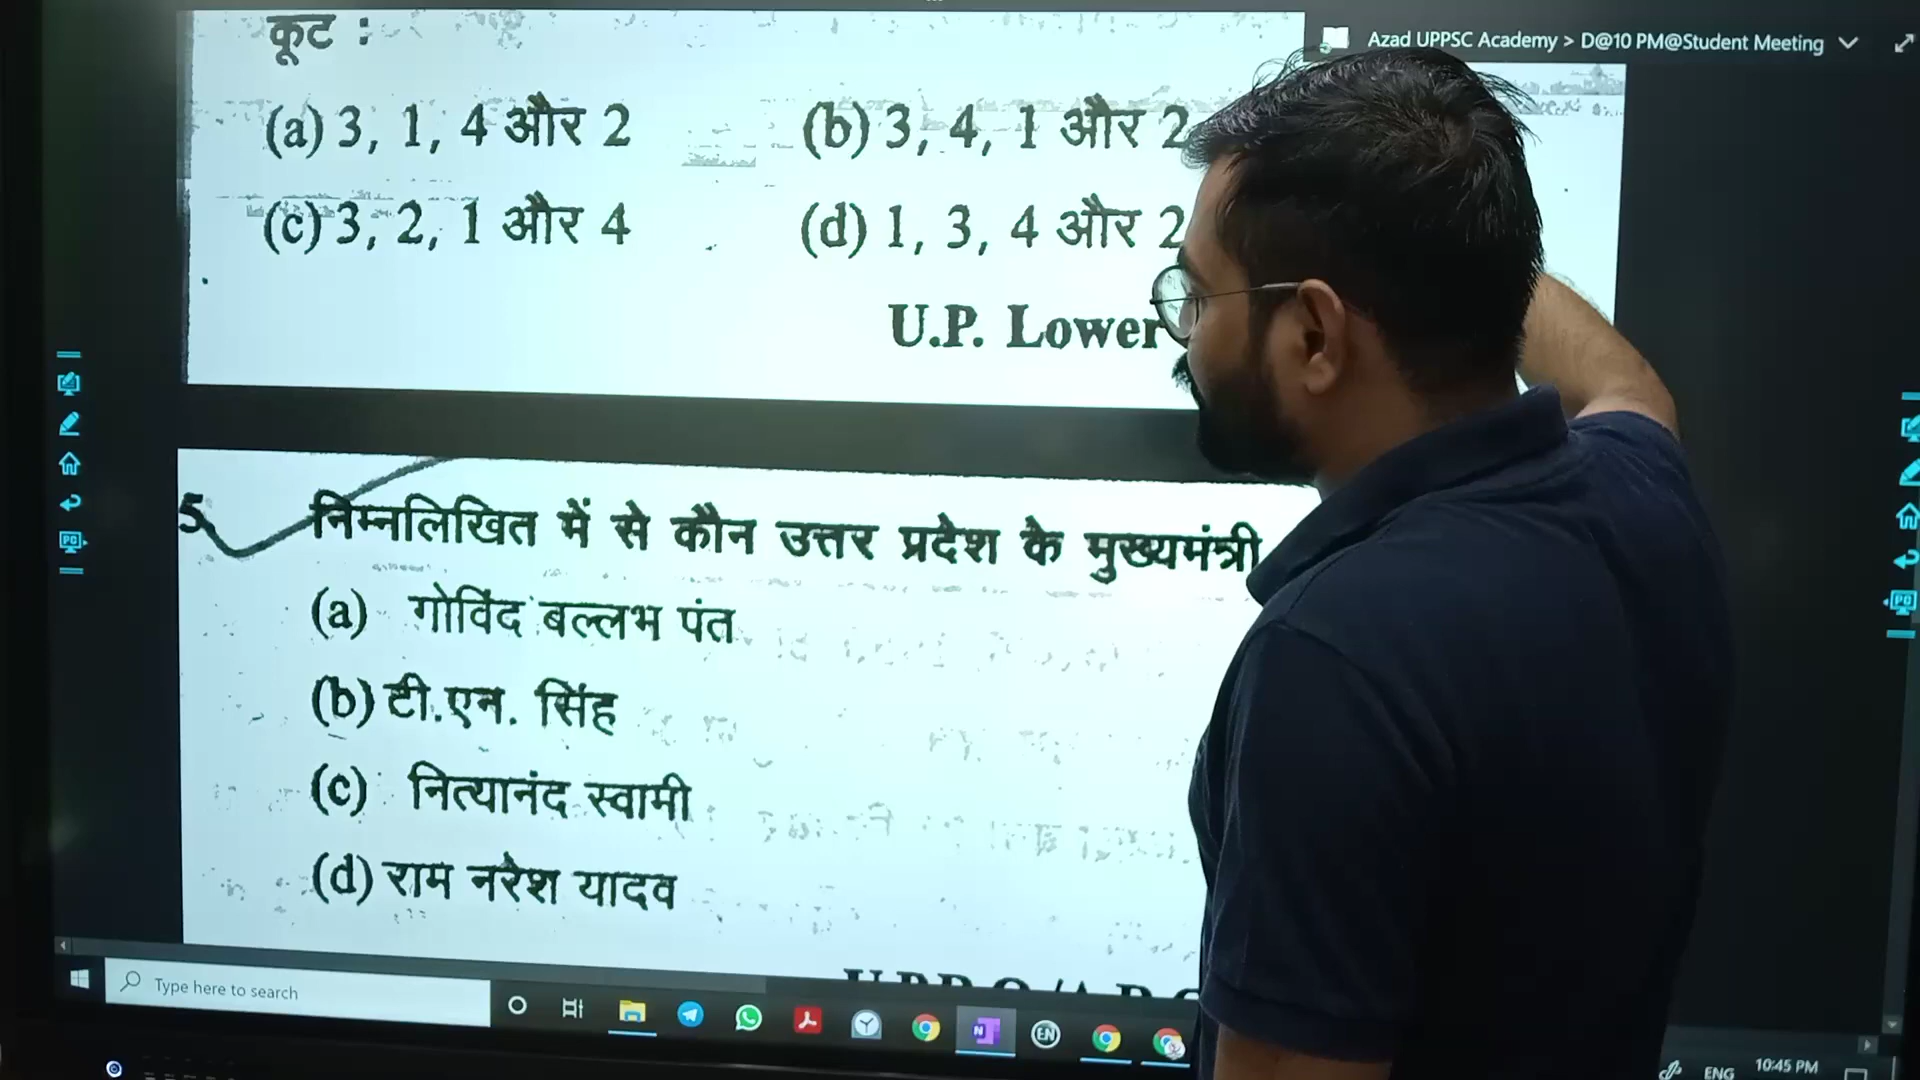 कूट :
Azad UPPSC Academy > D@10 PM@Student Meeting
(a) 3, 1, 4 और 2
(b) 3, 4, 1 और 2
(c) 3, 2, 1 और 4
(d) 1, 3, 4 और 2
U.P. Lower
5. निम्नलिखित में से कौन उत्तर प्रदेश के मुख्यमंत्री
(a) गोविंद बल्लभ पंत
(b) टी.एन. सिंह
(c) नित्यानंद स्वामी
(d) राम नरेश यादव
Type here to search
EN
ENG
10:45 PM